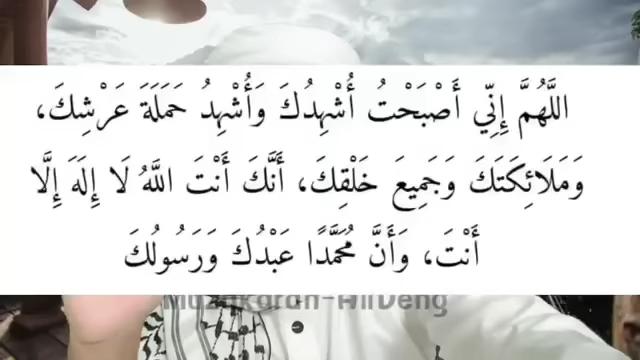 اللَّهُمَّ إِنِّي أَصْبَحْتُ أُشْهِدُكَ وَأُشْهِدُ حَمَلَةَ عَرْشِكَ،
وَمَلَائِكَتَكَ وَجَمِيعَ خَلْقِكَ، أَنَّكَ أَنْتَ اللَّهُ لَا إِلَهَ إِلَّا
أَنْتَ، وَأَنَّ مُحَمَّدًا عَبْدُكَ وَرَسُولُكَ